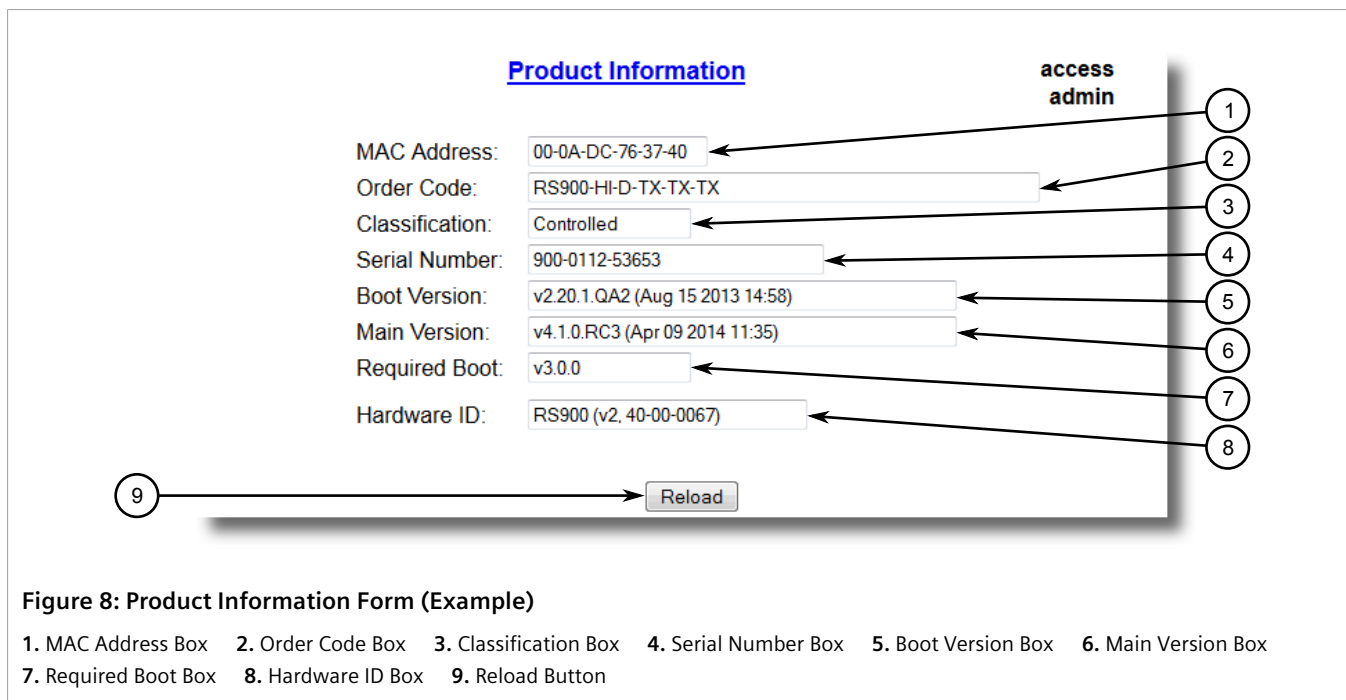 Product Information
access
admin
1
MAC Address: 00-0A-DC-76-37-40
2
Order Code: RS900-HI-D-TX-TX-TX
3
Classification: Controlled
4
Serial Number: 900-0112-53653
5
Boot Version: v2.20.1.QA2 (Aug 15 2013 14:58)
6
Main Version: v4.1.0.RC3 (Apr 09 2014 11:35)
7
Required Boot: v3.0.0
8
Hardware ID: RS900 (v2, 40-00-0067)
9
Reload
Figure 8: Product Information Form (Example)
1. MAC Address Box 2. Order Code Box 3. Classification Box 4. Serial Number Box 5. Boot Version Box 6. Main Version Box
7. Required Boot Box 8. Hardware ID Box 9. Reload Button